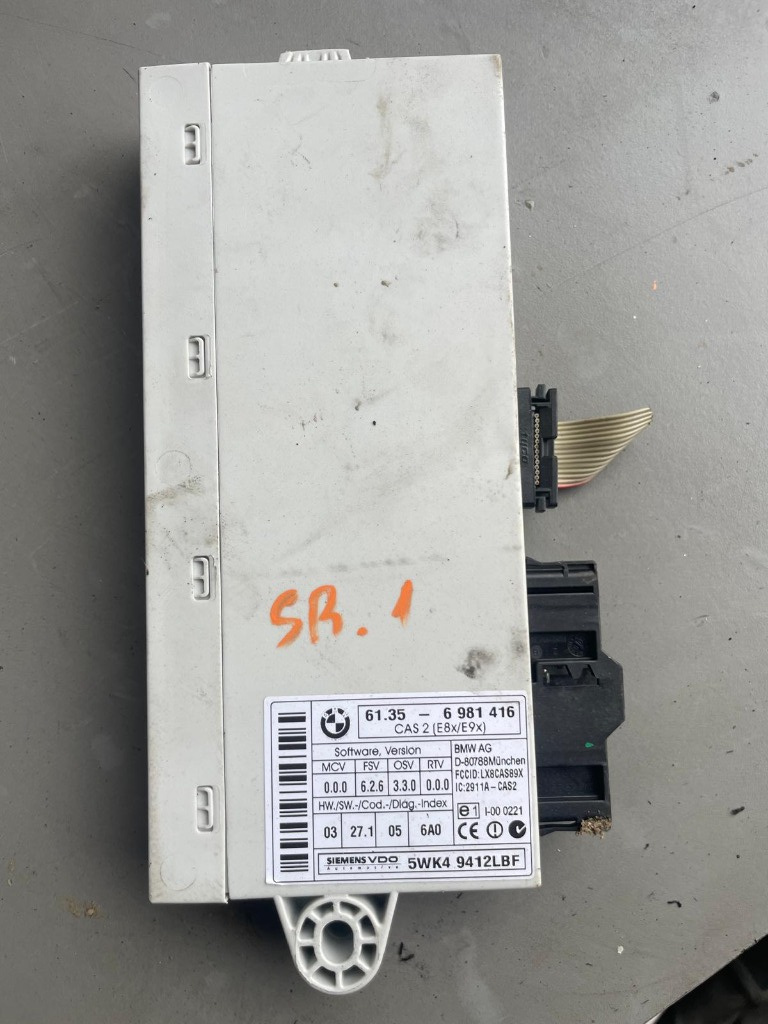 SR. 1
61.35 - 6 981 416
CAS 2 (E8x/E9x)
Software, Version
MCV FSV OSV RTV
0.0.0 6.2.6 3.3.0 0.0.0
HW./SW.-/Cod.-/Diag.-Index
03 27.1 05 6A0
BMW AG
D-80788München
FCCID: LX8CAS89X
IC:2911A-CAS2
e1 I-00 0221
CE
SIEMENS VDO
Automotive
5WK4 9412LBF